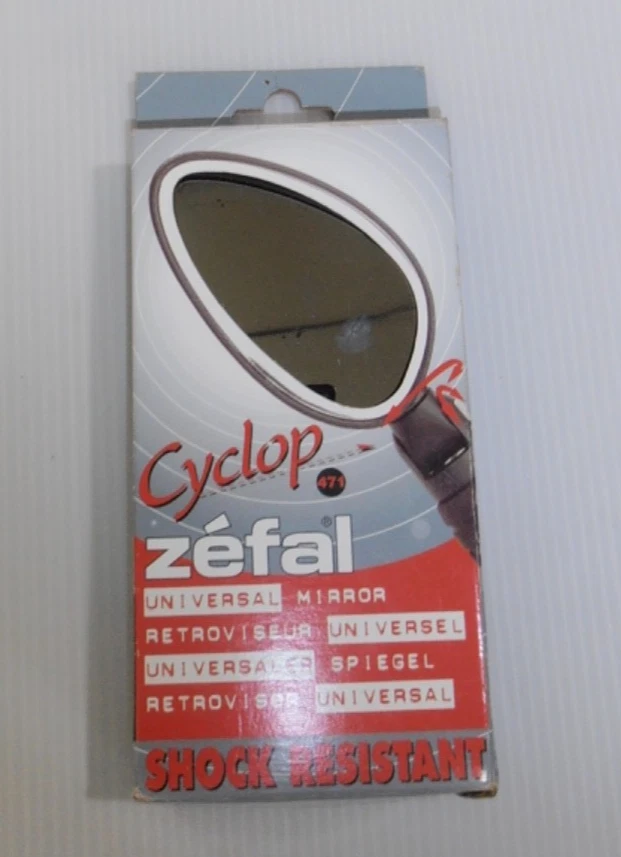 Cyclop 471
zéfal®
UNIVERSAL MIRROR
RETROVISEUR UNIVERSEL
UNIVERSALER SPIEGEL
RETROVISOR UNIVERSAL
SHOCK RESISTANT